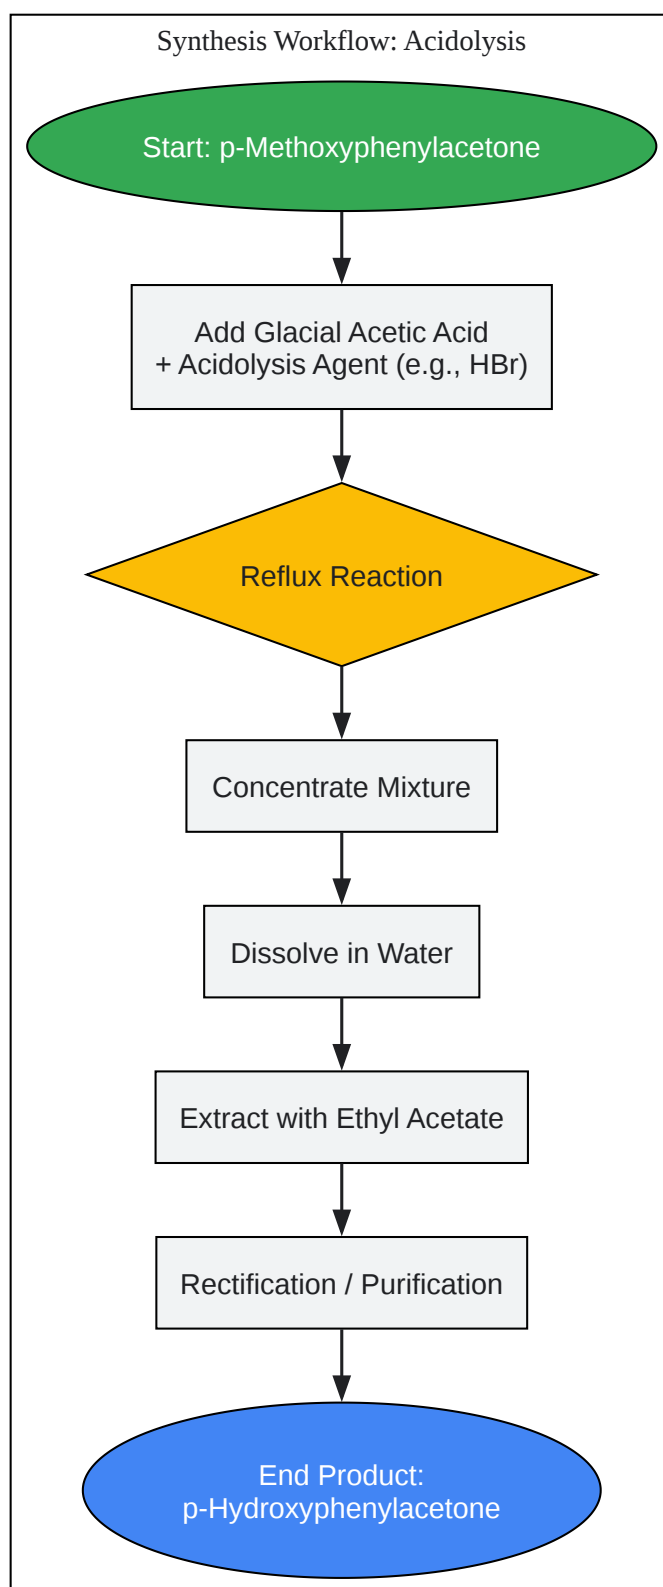 Synthesis Workflow: Acidolysis
Start: p-Methoxyphenylacetone
Add Glacial Acetic Acid
+ Acidolysis Agent (e.g., HBr)
Reflux Reaction
Concentrate Mixture
Dissolve in Water
Extract with Ethyl Acetate
Rectification / Purification
End Product:
p-Hydroxyphenylacetone